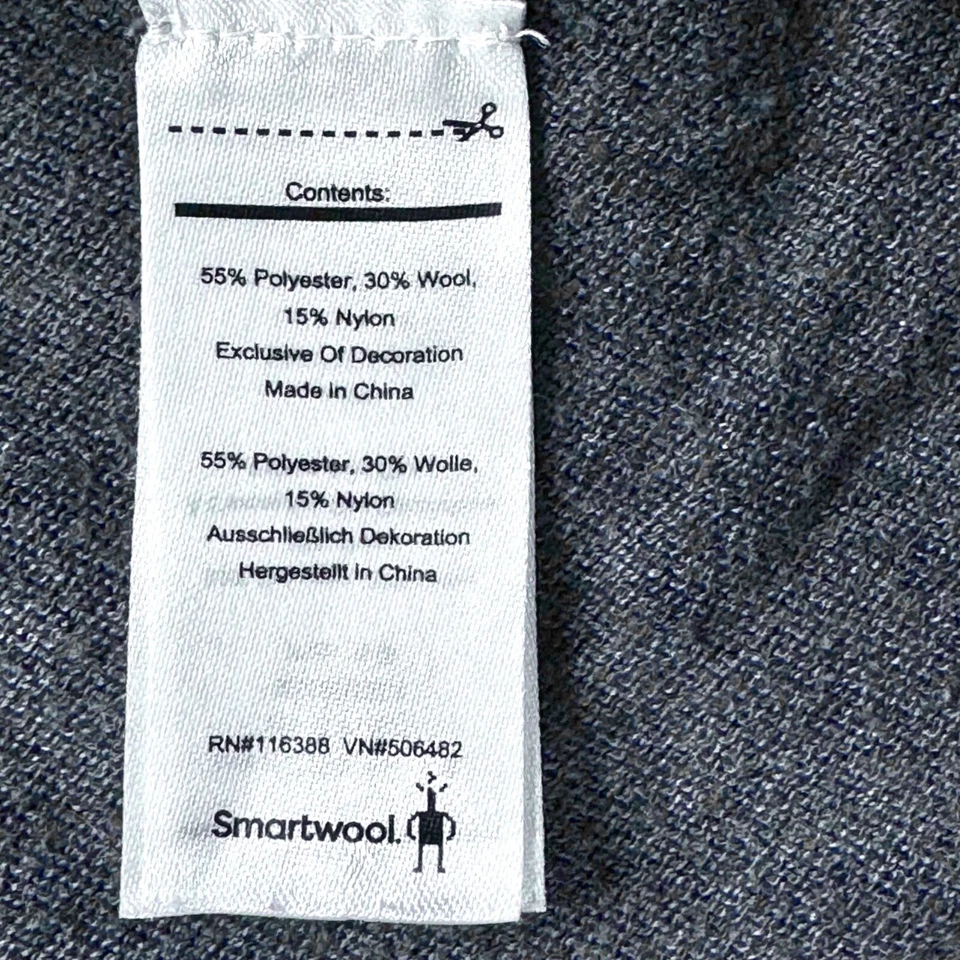 Contents:
55% Polyester, 30% Wool,
15% Nylon
Exclusive Of Decoration
Made in China
55% Polyester, 30% Wolle,
15% Nylon
Ausschließlich Dekoration
Hergestellt in China
RN#116388 VN#506482
Smartwool.